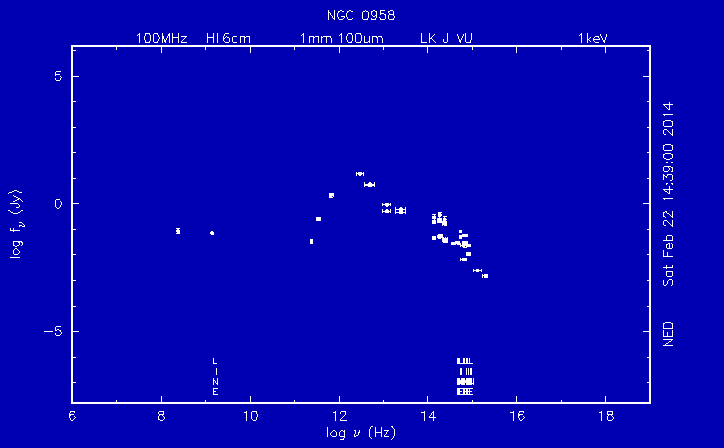 NGC 0958
100MHz HI 6cm 1mm 100um LK J VU 1keV
5
0
−5
log fν (Jy)
L
I
N
E
6 8 10 12 14 16 18
log ν (Hz)
NED Sat Feb 22 14:39:00 2014